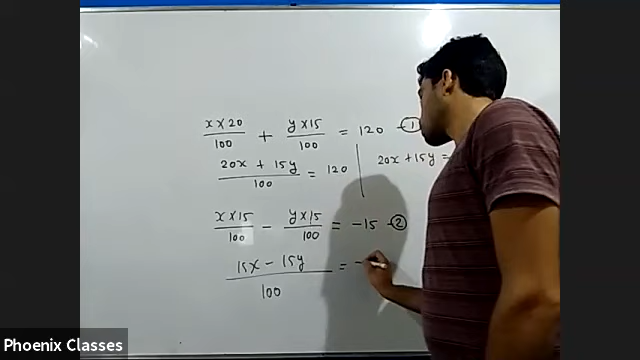 x×20/100 + y×15/100 = 120 —①
20x + 15y/100 = 120 | 20x + 15y =
x×15/100 − y×15/100 = −15 —②
15x − 15y/100 = −
Phoenix Classes